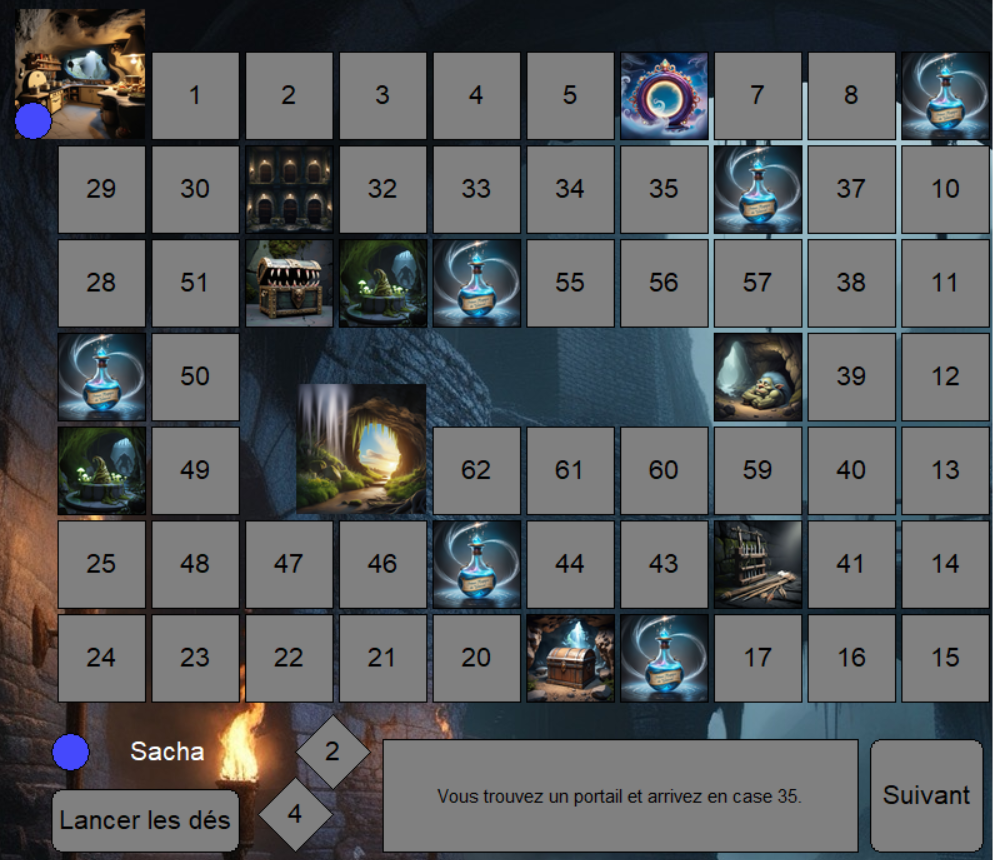 1 2 3 4 5 7 8
29 30 32 33 34 35 37 10
28 51 55 56 57 38 11
50 39 12
49 62 61 60 59 40 13
25 48 47 46 44 43 41 14
24 23 22 21 20 17 16 15
Sacha 2
Lancer les dés 4 Vous trouvez un portail et arrivez en case 35. Suivant